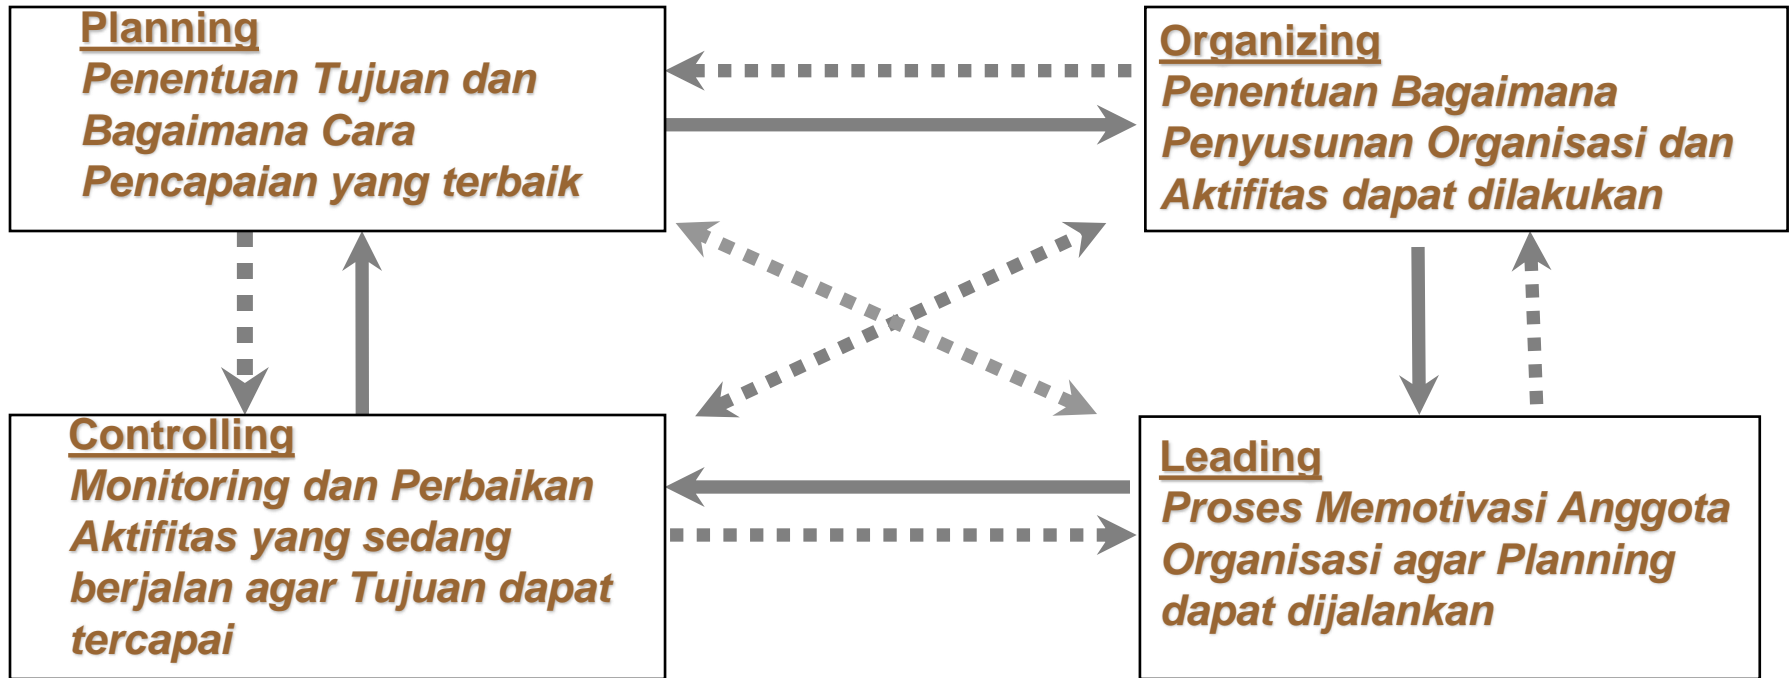 Planning
Penentuan Tujuan dan
Bagaimana Cara
Pencapaian yang terbaik
Organizing
Penentuan Bagaimana
Penyusunan Organisasi dan
Aktifitas dapat dilakukan
Controlling
Monitoring dan Perbaikan
Aktifitas yang sedang
berjalan agar Tujuan dapat
tercapai
Leading
Proses Memotivasi Anggota
Organisasi agar Planning
dapat dijalankan